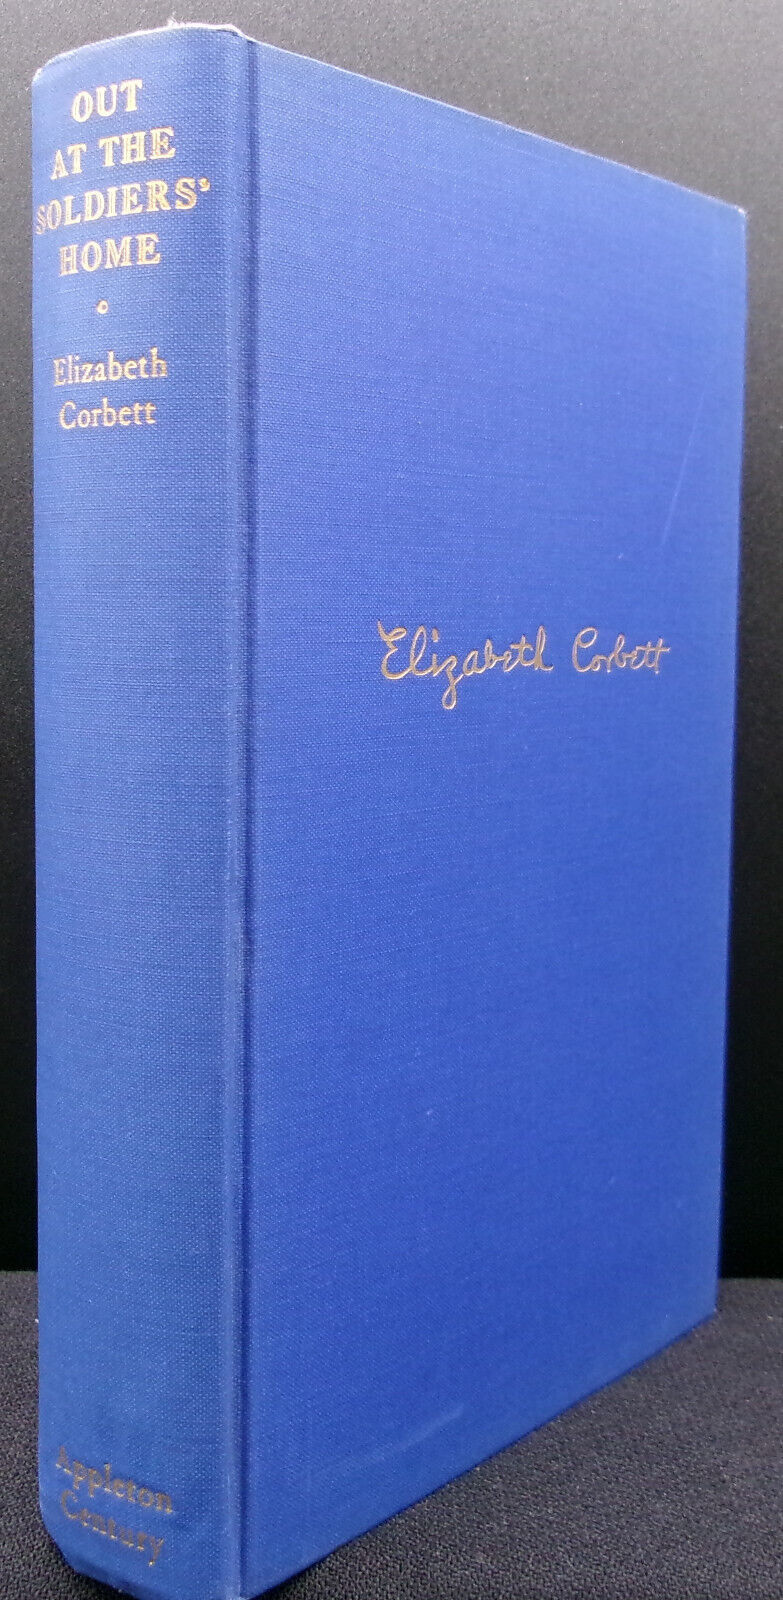 OUT
AT THE
SOLDIERS'
HOME
Elizabeth
Corbett
Elizabeth Corbett
Appleton
Century